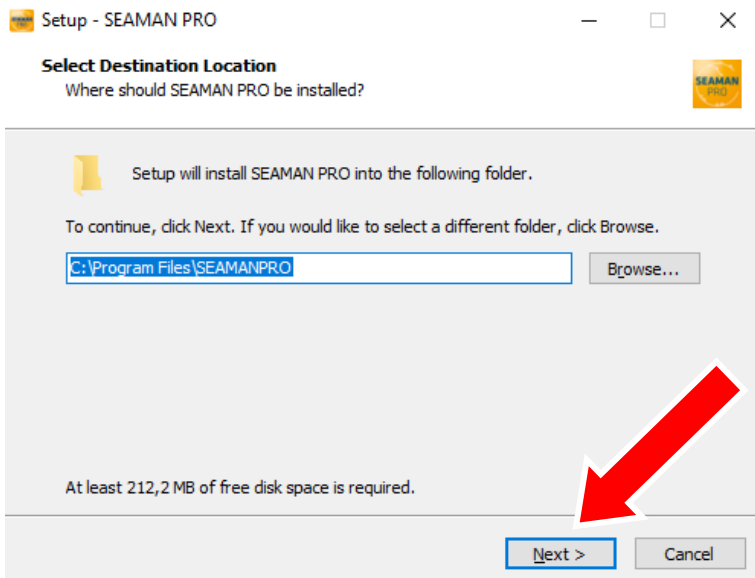 Setup - SEAMAN PRO
Select Destination Location
Where should SEAMAN PRO be installed?
SEAMAN
PRO
Setup will install SEAMAN PRO into the following folder.
To continue, click Next. If you would like to select a different folder, click Browse.
C:\Program Files\SEAMANPRO
Browse...
At least 212,2 MB of free disk space is required.
Next >
Cancel